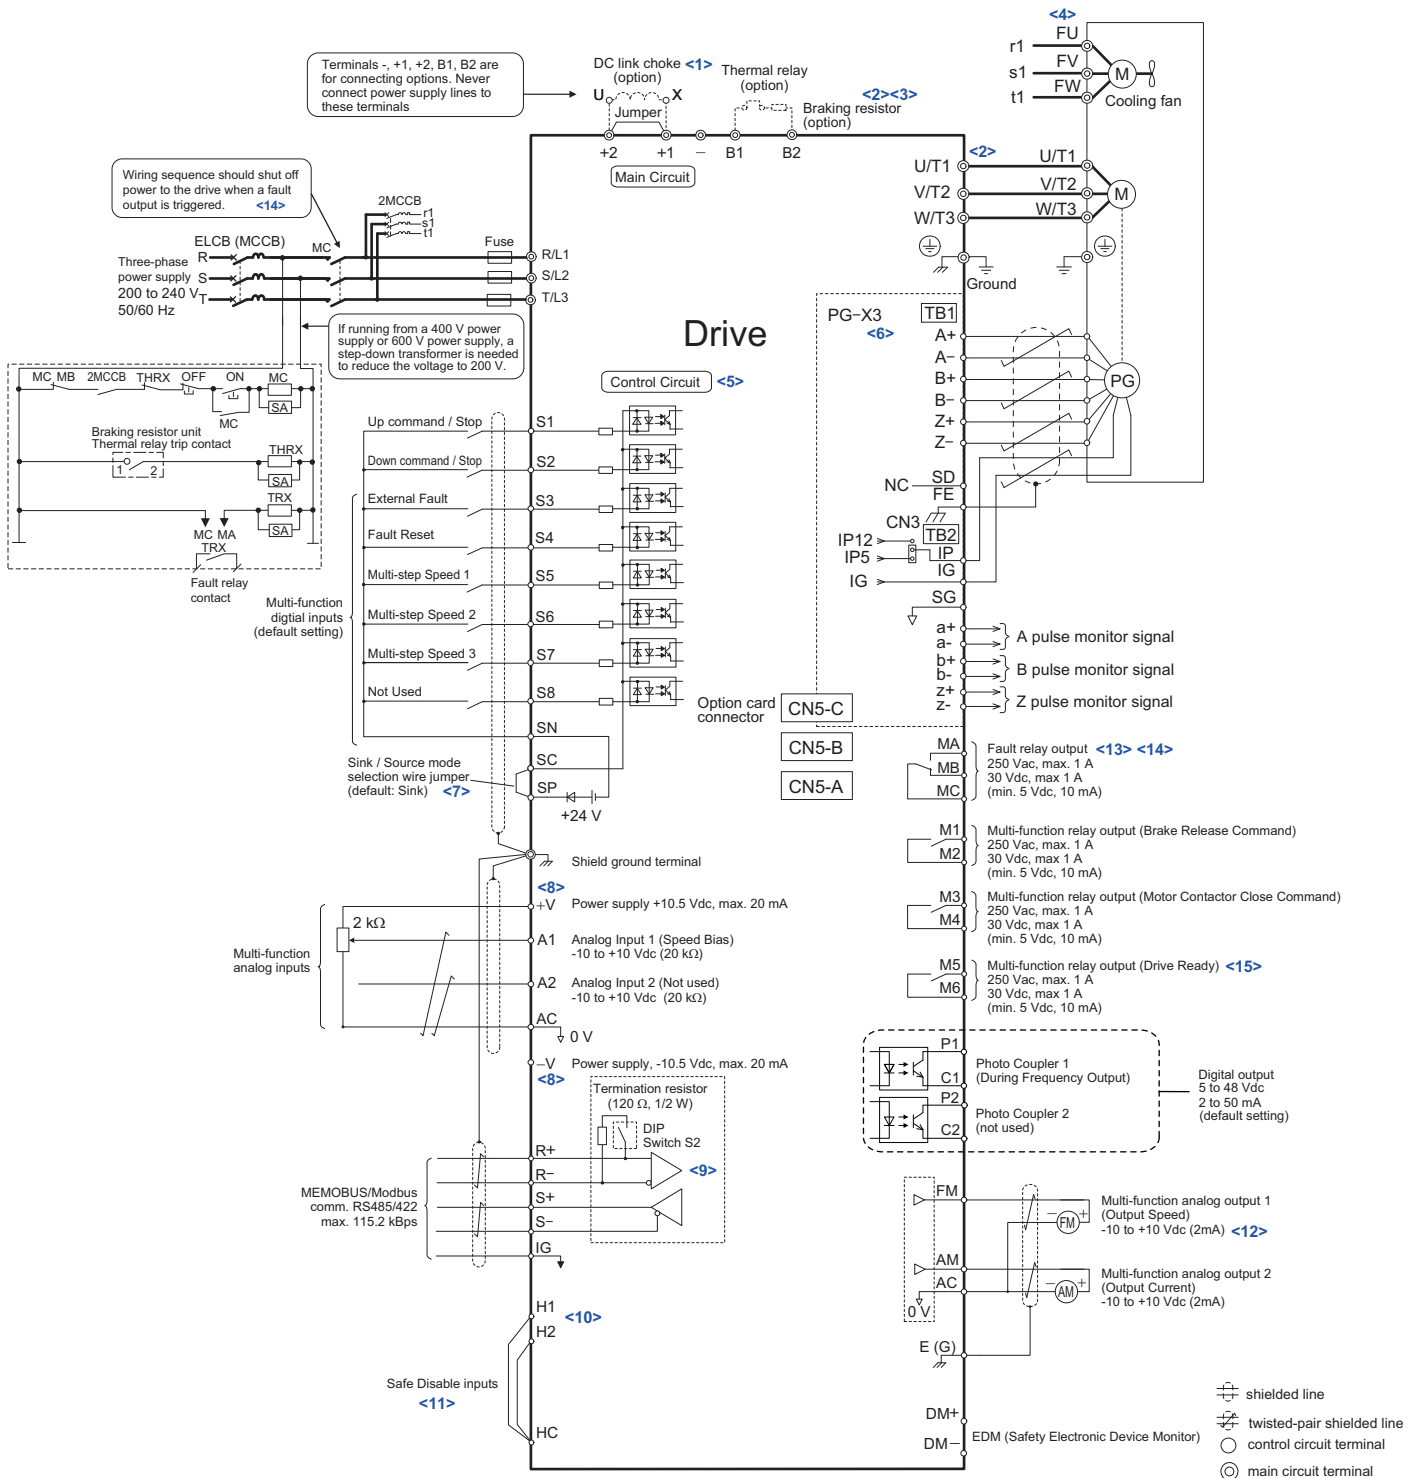 <4>
FU
r1
FV
s1
FW
t1
M
Cooling fan
Terminals -, +1, +2, B1, B2 are
for connecting options. Never
connect power supply lines to
these terminals
DC link choke <1>
(option)
U X
Jumper
Thermal relay
(option)
<2><3>
Braking resistor
(option)
+2 +1 – B1 B2
Main Circuit
<2>
U/T1 U/T1
V/T2 V/T2
W/T3 W/T3
M
Ground
Wiring sequence should shut off
power to the drive when a fault
output is triggered. <14>
2MCCB
r1
s1
t1
ELCB (MCCB)
MC
Fuse
Three-phase
power supply
200 to 240 V
50/60 Hz
R
S
T
R/L1
S/L2
T/L3
If running from a 400 V power
supply or 600 V power supply, a
step-down transformer is needed
to reduce the voltage to 200 V.
Drive
Control Circuit <5>
MC MB 2MCCB THRX OFF ON MC
SA
MC
Braking resistor unit
Thermal relay trip contact
1 2
THRX
SA
TRX
SA
MC MA
TRX
Fault relay
contact
Up command / Stop S1
Down command / Stop S2
External Fault S3
Fault Reset S4
Multi-step Speed 1 S5
Multi-step Speed 2 S6
Multi-step Speed 3 S7
Not Used S8
Multi-function
digtial inputs
(default setting)
SN
SC
SP
Sink / Source mode
selection wire jumper
(default: Sink) <7>
+24 V
Option card
connector
CN5-C
CN5-B
CN5-A
PG-X3
<6>
TB1
A+
A–
B+
B–
Z+
Z–
PG
NC
SD
FE
CN3
TB2
IP12
IP5
IP
IG
IG
SG
a+
a-
A pulse monitor signal
b+
b-
B pulse monitor signal
z+
z-
Z pulse monitor signal
MA
MB
MC
Fault relay output <13> <14>
250 Vac, max. 1 A
30 Vdc, max 1 A
(min. 5 Vdc, 10 mA)
M1
M2
Multi-function relay output (Brake Release Command)
250 Vac, max. 1 A
30 Vdc, max 1 A
(min. 5 Vdc, 10 mA)
M3
M4
Multi-function relay output (Motor Contactor Close Command)
250 Vac, max. 1 A
30 Vdc, max 1 A
(min. 5 Vdc, 10 mA)
M5
M6
Multi-function relay output (Drive Ready) <15>
250 Vac, max. 1 A
30 Vdc, max 1 A
(min. 5 Vdc, 10 mA)
Shield ground terminal
<8>
+V Power supply +10.5 Vdc, max. 20 mA
2 kΩ
A1 Analog Input 1 (Speed Bias)
-10 to +10 Vdc (20 kΩ)
Multi-function
analog inputs
A2 Analog Input 2 (Not used)
-10 to +10 Vdc (20 kΩ)
AC
0 V
–V Power supply, -10.5 Vdc, max. 20 mA
<8>
P1
C1
Photo Coupler 1
(During Frequency Output)
P2
C2
Photo Coupler 2
(not used)
Digital output
5 to 48 Vdc
2 to 50 mA
(default setting)
Termination resistor
(120 Ω, 1/2 W)
DIP
Switch S2
<9>
R+
R–
S+
S–
IG
MEMOBUS/Modbus
comm. RS485/422
max. 115.2 kBps
FM
– FM +
Multi-function analog output 1
(Output Speed)
-10 to +10 Vdc (2mA) <12>
AM
AC
– AM +
0 V
Multi-function analog output 2
(Output Current)
-10 to +10 Vdc (2mA)
E (G)
H1
H2
<10>
Safe Disable inputs
<11>
HC
DM+
DM–
EDM (Safety Electronic Device Monitor)
shielded line
twisted-pair shielded line
control circuit terminal
main circuit terminal